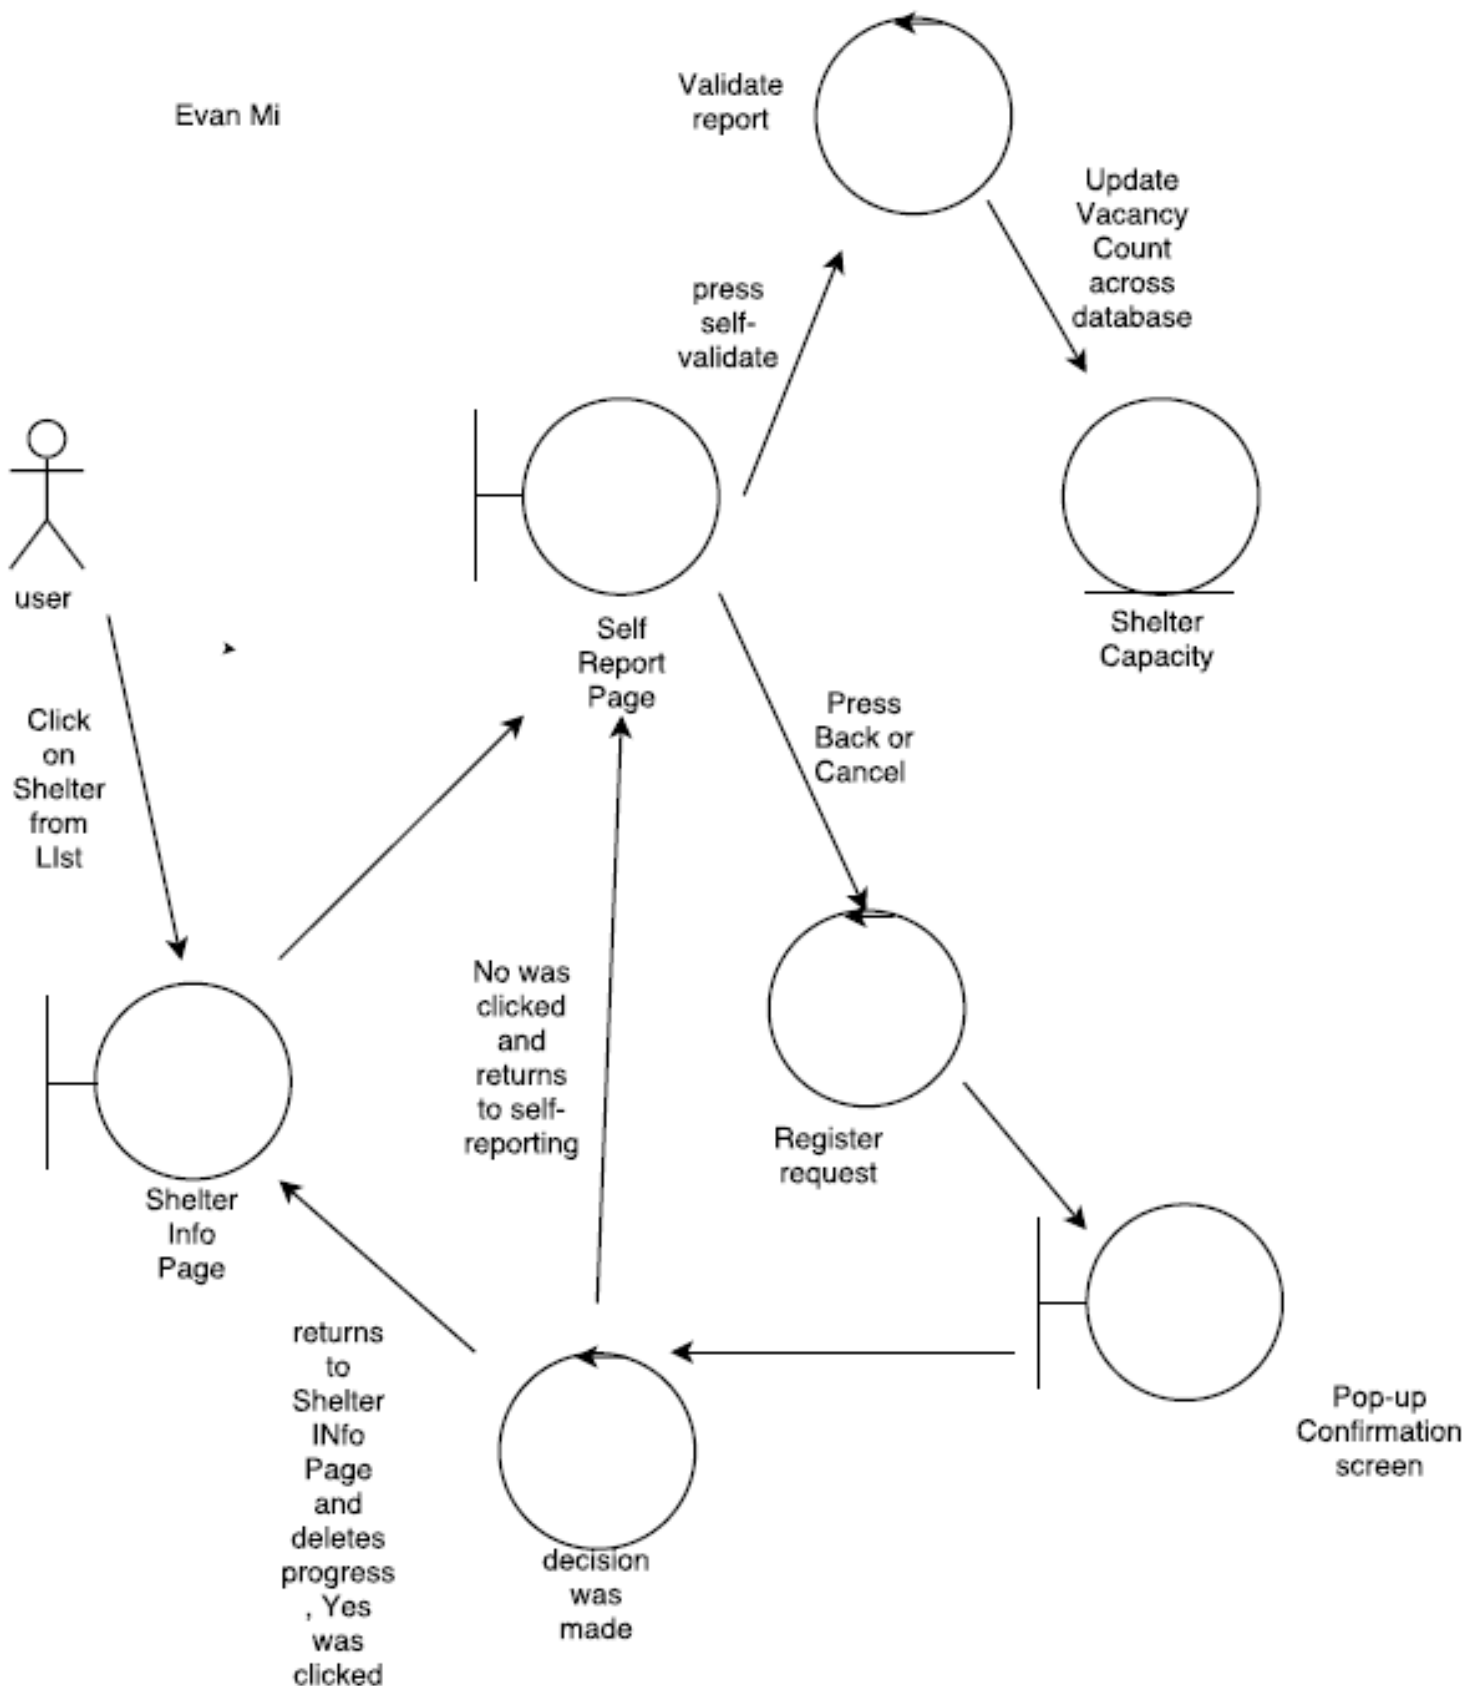 Evan Mi
Validate
report
Update
Vacancy
Count
across
database
press
self-
validate
user
Self
Report
Page
Shelter
Capacity
Click
on
Shelter
from
LIst
Press
Back or
Cancel
No was
clicked
and
returns
to self-
reporting
Register
request
Shelter
Info
Page
returns
to
Shelter
INfo
Page
and
deletes
progress
, Yes
was
clicked
Pop-up
Confirmation
screen
decision
was
made